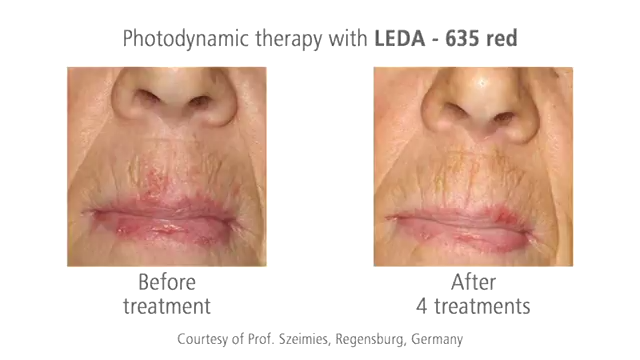 Photodynamic therapy with LEDA - 635 red
Before
treatment
After
4 treatments
Courtesy of Prof. Szeimies, Regensburg, Germany